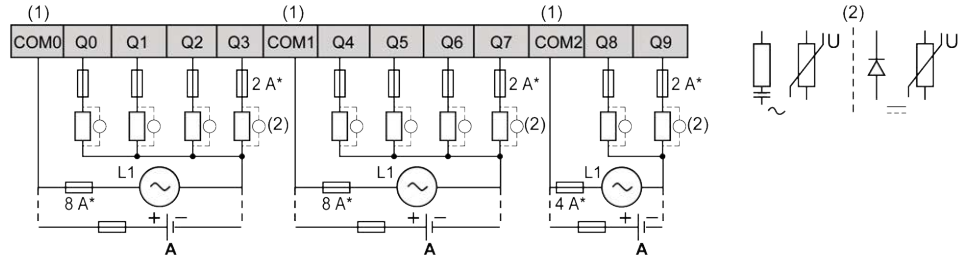 (1) (1) (1) (2)
COM0 Q0 Q1 Q2 Q3 COM1 Q4 Q5 Q6 Q7 COM2 Q8 Q9
U U
2 A* 2 A* 2 A*
(2) (2) (2)
L1 L1 L1
8 A* 8 A* 4 A*
+ − + − + −
A A A